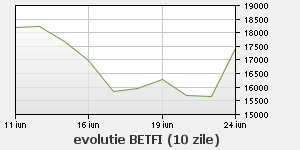 19000
18500
18000
17500
17000
16500
16000
15500
15000
11 iun
16 iun
19 iun
24 iun
evolutie BETFI (10 zile)